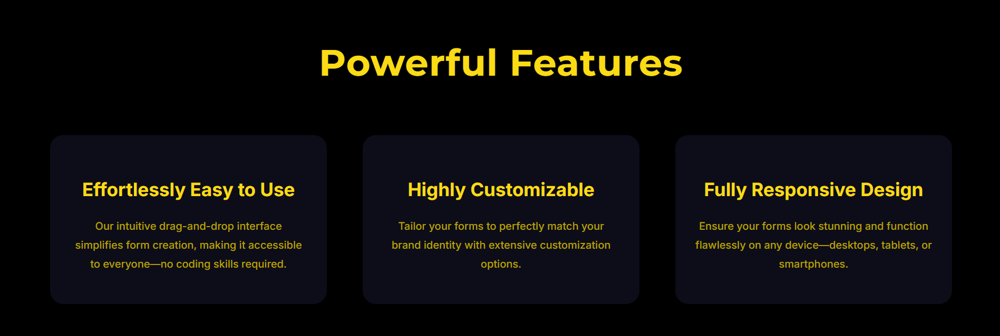 Powerful Features
Effortlessly Easy to Use
Our intuitive drag-and-drop interface
simplifies form creation, making it accessible
to everyone—no coding skills required.
Highly Customizable
Tailor your forms to perfectly match your
brand identity with extensive customization
options.
Fully Responsive Design
Ensure your forms look stunning and function
flawlessly on any device—desktops, tablets, or
smartphones.